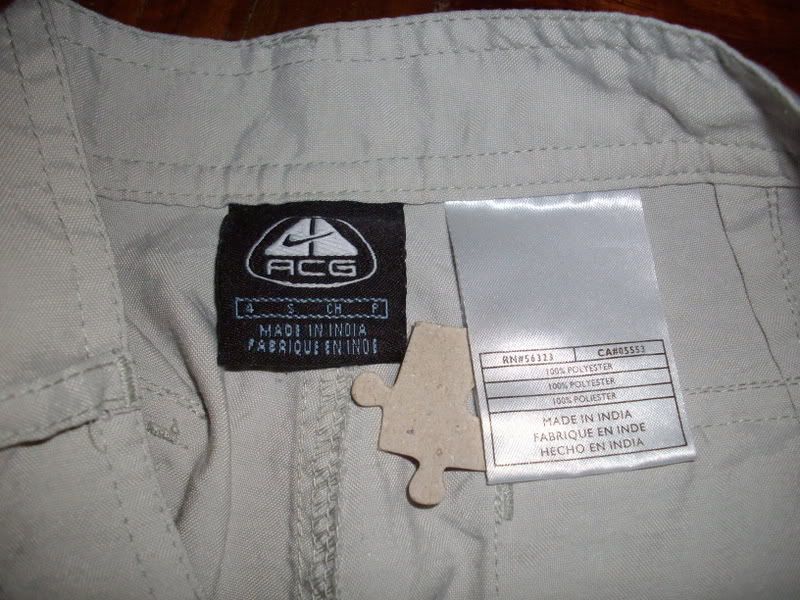 ACG
4 S CH P
MADE IN INDIA
FABRIQUE EN INDE
RN#56323 CA#05553
100% POLYESTER
100% POLYESTER
100% POLIESTER
MADE IN INDIA
FABRIQUE EN INDE
HECHO EN INDIA